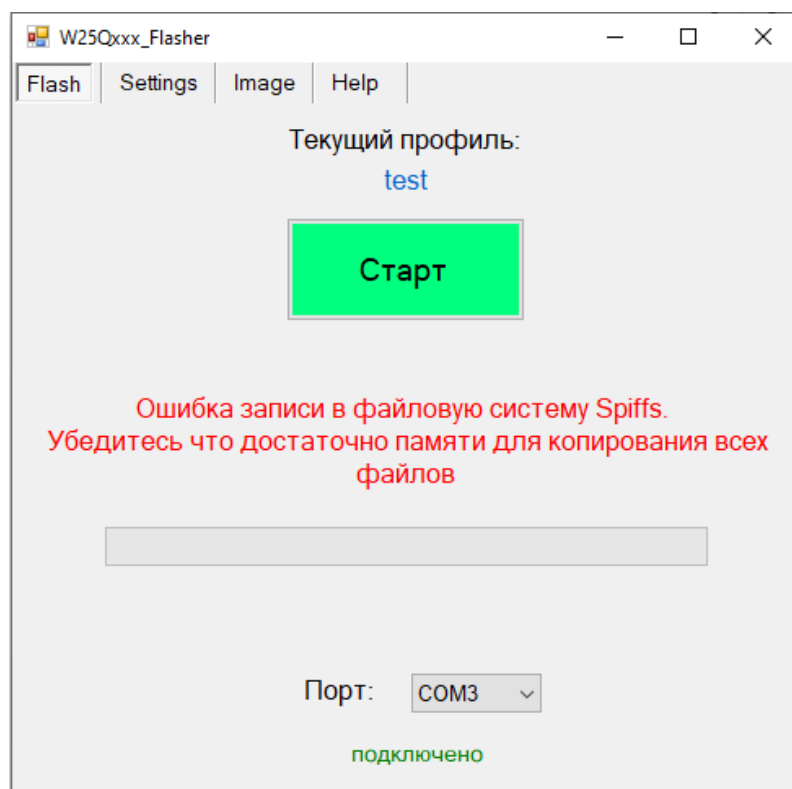 W25Qxxx_Flasher
Flash Settings Image Help
Текущий профиль:
test
Старт
Ошибка записи в файловую систему Spiffs.
Убедитесь что достаточно памяти для копирования всех
файлов
Порт: COM3
подключено